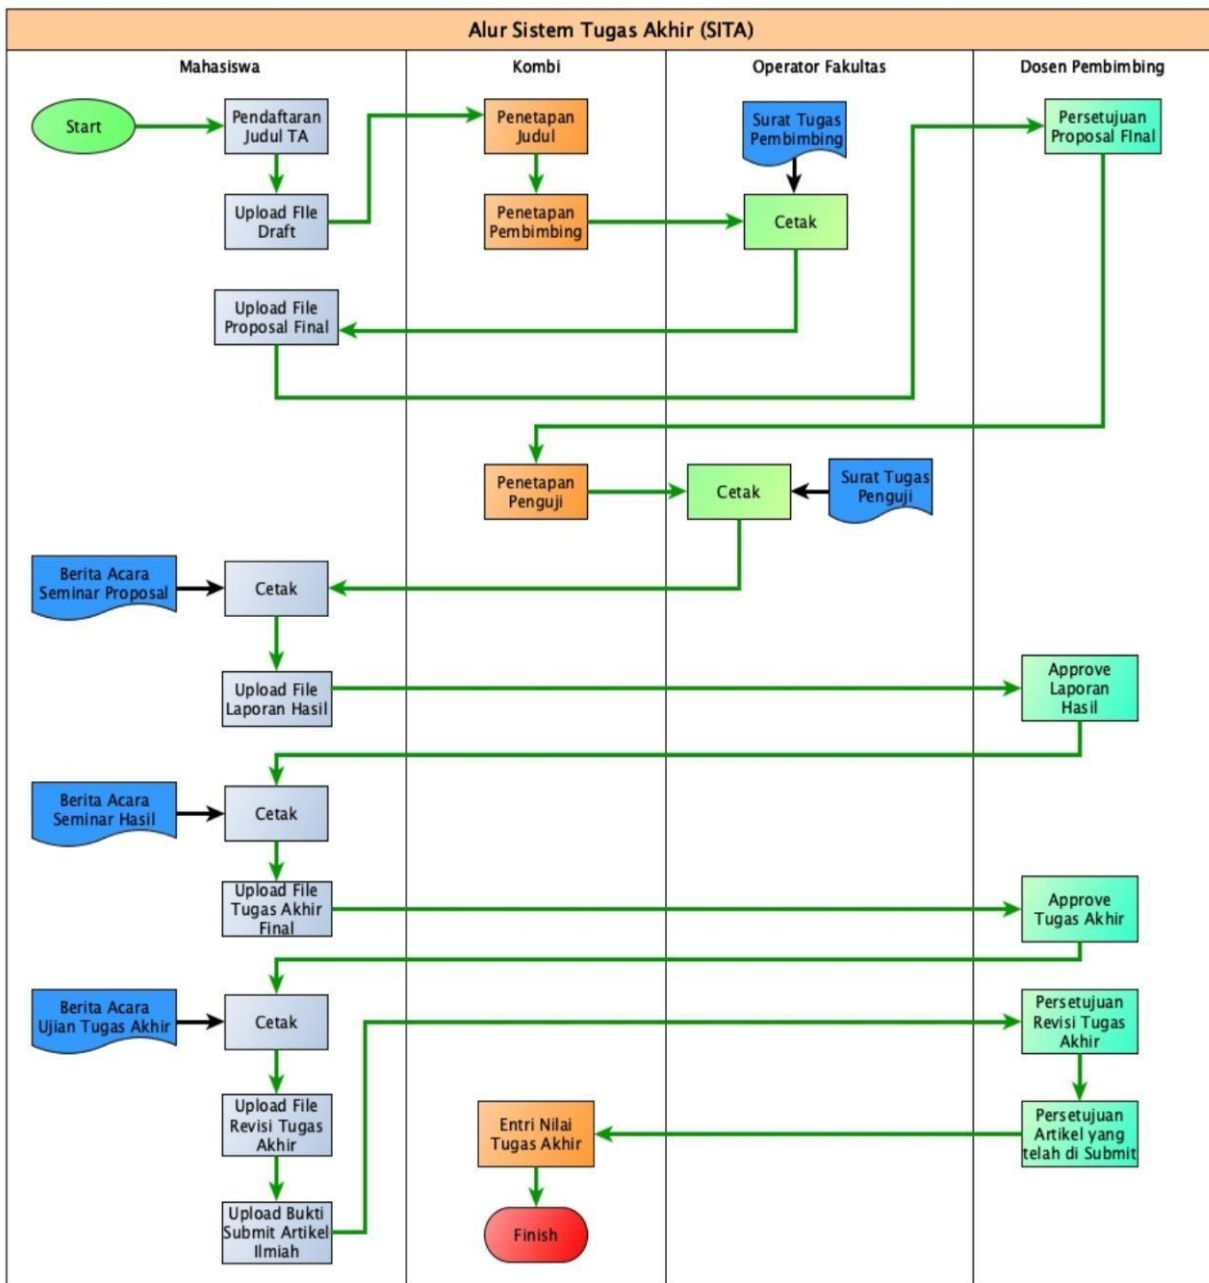 Alur Sistem Tugas Akhir (SITA)
Mahasiswa
Kombi
Operator Fakultas
Dosen Pembimbing
Start
Pendaftaran
Judul TA
Penetapan
Judul
Surat Tugas
Pembimbing
Persetujuan
Proposal FInal
Upload FIle
Draft
Penetapan
Pembimbing
Cetak
Upload File
Proposal Final
Penetapan
Penguji
Cetak
Surat Tugas
Penguji
Berita Acara
Seminar Proposal
Cetak
Upload File
Laporan Hasil
Approve
Laporan
Hasil
Berita Acara
Seminar Hasil
Cetak
Upload File
Tugas Akhir
Final
Approve
Tugas Akhir
Berita Acara
Ujian Tugas Akhir
Cetak
Persetujuan
Revisi Tugas
Akhir
Upload File
Revisi Tugas
Akhir
Entri Nilai
Tugas Akhir
Persetujuan
Artikel yang
telah di Submit
Upload Bukti
Submit Artikel
Ilmiah
Finish